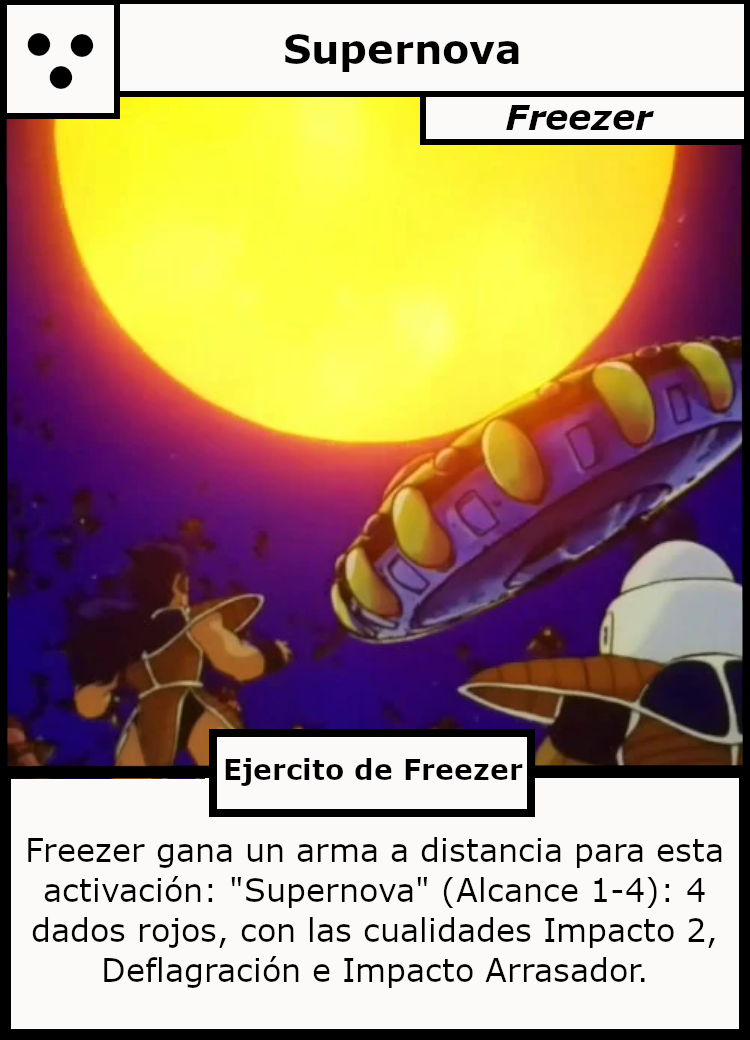 Supernova
Freezer
Ejercito de Freezer
Freezer gana un arma a distancia para esta
activación: "Supernova" (Alcance 1-4): 4
dados rojos, con las cualidades Impacto 2,
Deflagración e Impacto Arrasador.